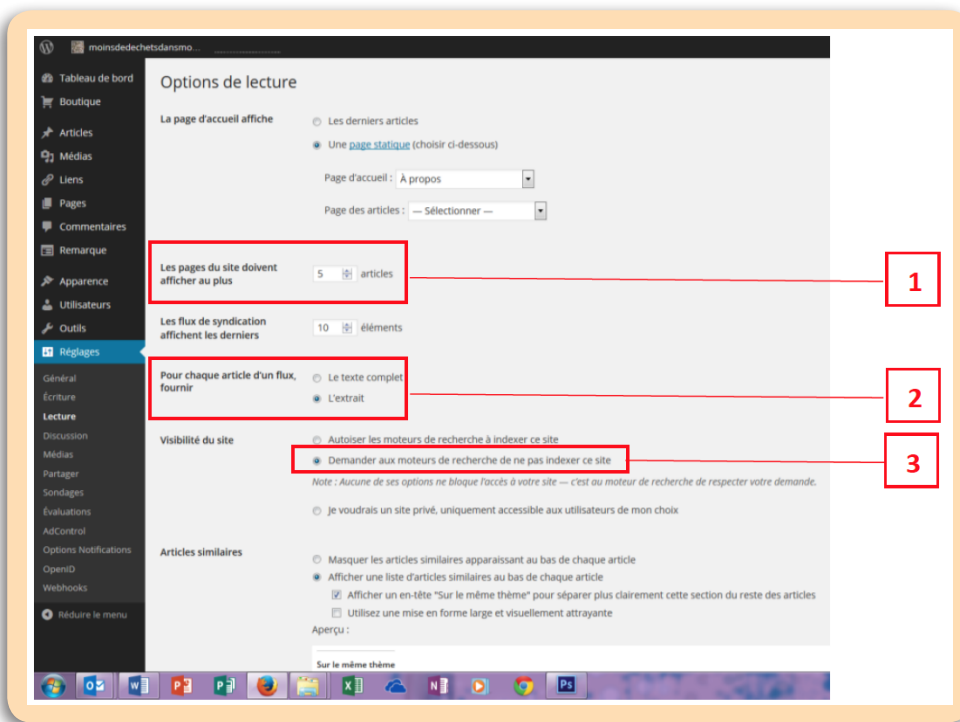 moinsdedechetsdansmo...
Tableau de bord
Boutique
Articles
Médias
Liens
Pages
Commentaires
Remarque
Apparence
Utilisateurs
Outils
Réglages
Général
Écriture
Lecture
Discussion
Médias
Partager
Sondages
Évaluations
AdControl
Options Notifications
OpenID
Webhooks
Réduire le menu
Options de lecture
La page d'accueil affiche
Les derniers articles
Une page statique (choisir ci-dessous)
Page d'accueil : À propos
Page des articles : — Sélectionner —
Les pages du site doivent
afficher au plus
5 articles
1
Les flux de syndication
affichent les derniers
10 éléments
Pour chaque article d'un flux,
fournir
Le texte complet
L'extrait
2
Visibilité du site
Autoiser les moteurs de recherche à indexer ce site
Demander aux moteurs de recherche de ne pas indexer ce site
3
Note : Aucune de ses options ne bloque l'accès à votre site — c'est au moteur de recherche de respecter votre demande.
Je voudrais un site privé, uniquement accessible aux utilisateurs de mon choix
Articles similaires
Masquer les articles similaires apparaissant au bas de chaque article
Afficher une liste d'articles similaires au bas de chaque article
Afficher un en-tête "Sur le même thème" pour séparer plus clairement cette section du reste des articles
Utilisez une mise en forme large et visuellement attrayante
Aperçu :
Sur le même thème
Ps